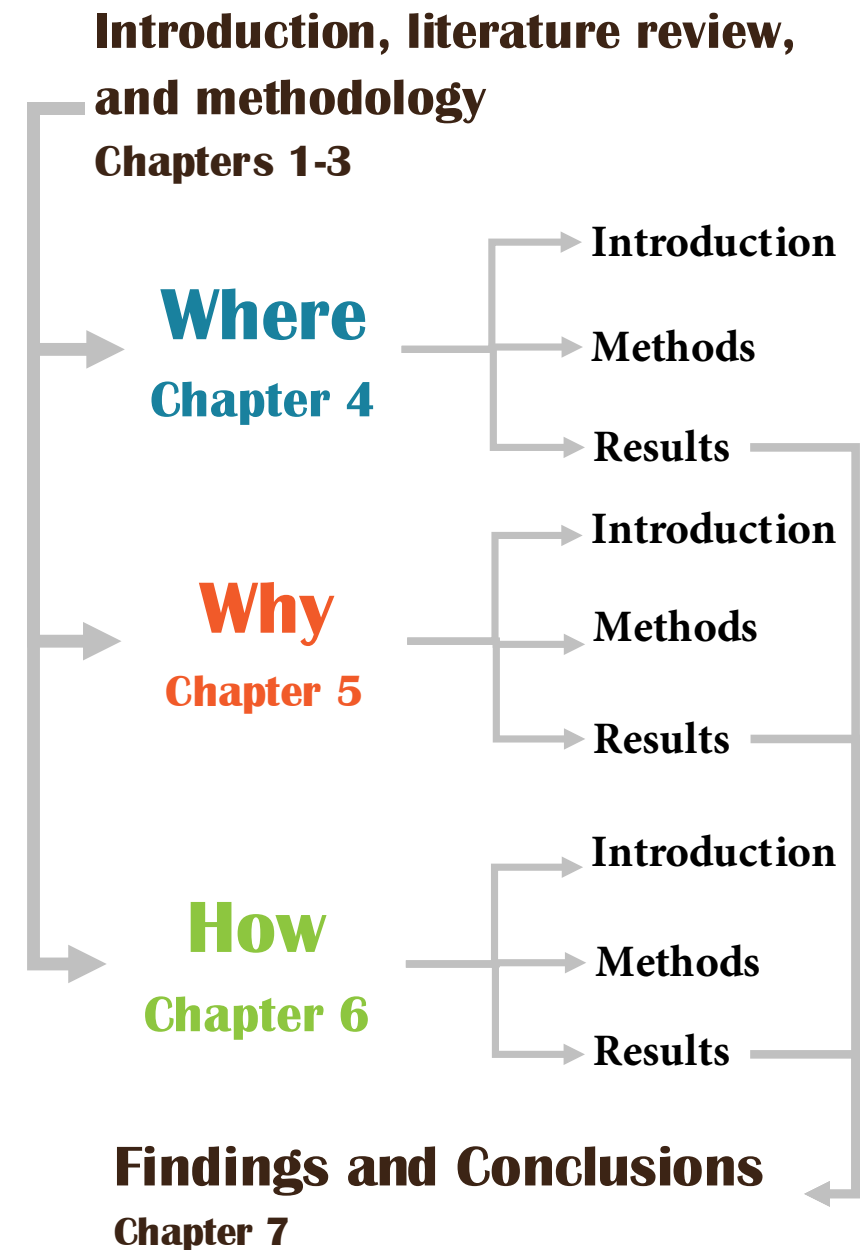 Introduction, literature review,
and methodology
Chapters 1-3
Where
Chapter 4
Introduction
Methods
Results
Why
Chapter 5
Introduction
Methods
Results
How
Chapter 6
Introduction
Methods
Results
Findings and Conclusions
Chapter 7